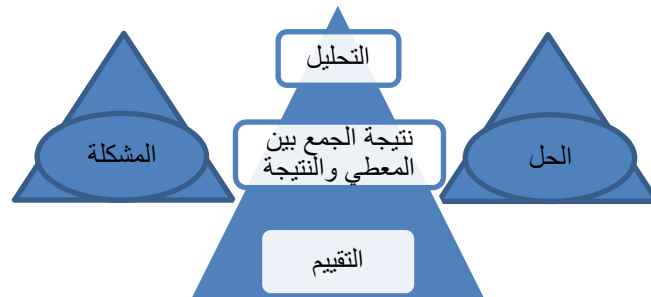 التحليل
نتيجة الجمع بين
المعطي والنتيجة
المشكلة
الحل
التقييم